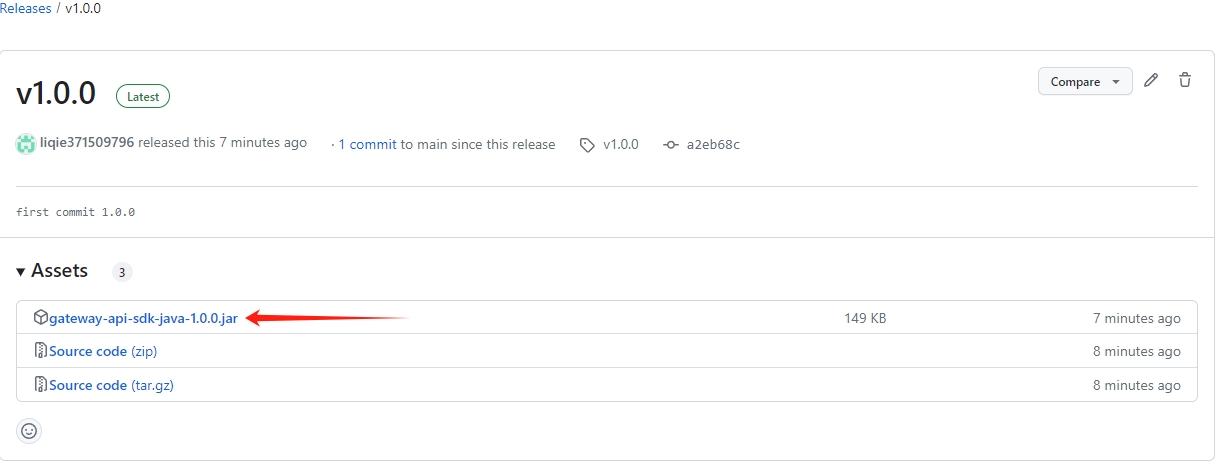 Releases / v1.0.0
v1.0.0 Latest Compare
liqie371509796 released this 7 minutes ago · 1 commit to main since this release v1.0.0 a2eb68c
first commit 1.0.0
Assets 3
gateway-api-sdk-java-1.0.0.jar 149 KB 7 minutes ago
Source code (zip) 8 minutes ago
Source code (tar.gz) 8 minutes ago